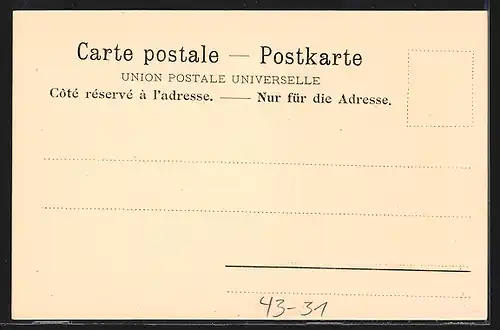 Carte postale — Postkarte
UNION POSTALE UNIVERSELLE
Côté réservé à l'adresse. — Nur für die Adresse.
43-31